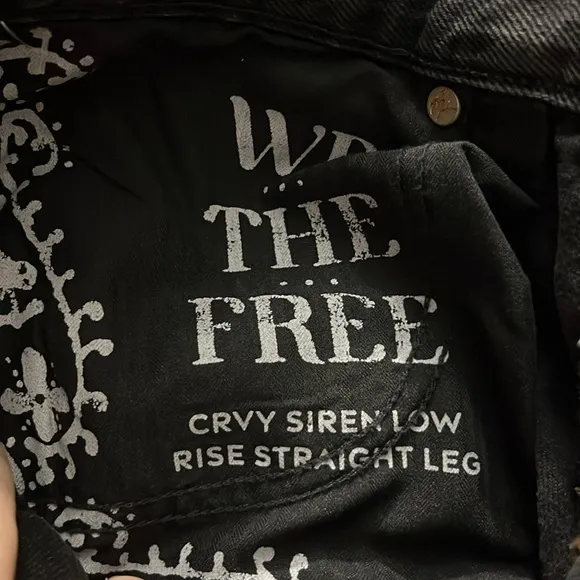 WE
THE
FREE
CRVY SIREN LOW
RISE STRAIGHT LEG